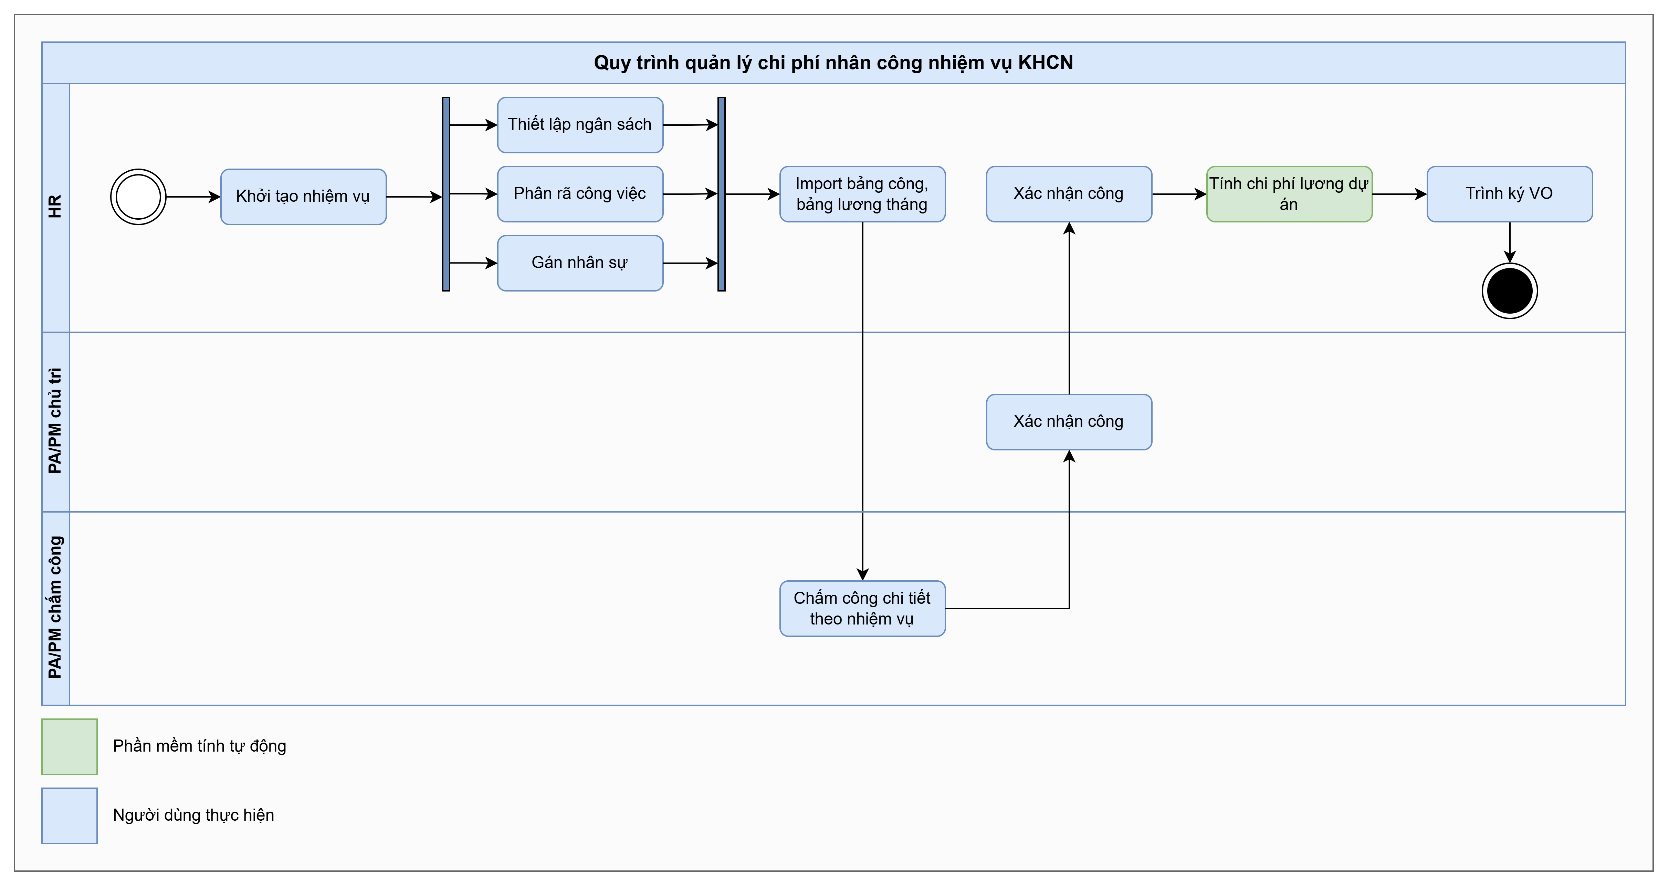 Quy trình quản lý chi phí nhân công nhiệm vụ KHCN
HR
Khởi tạo nhiệm vụ
Thiết lập ngân sách
Phân rã công việc
Gán nhân sự
Import bảng công,
bảng lương tháng
Xác nhận công
Tính chi phí lương dự
án
Trình ký VO
PA/PM chủ trì
Xác nhận công
PA/PM chấm công
Chấm công chi tiết
theo nhiệm vụ
Phần mềm tính tự động
Người dùng thực hiện